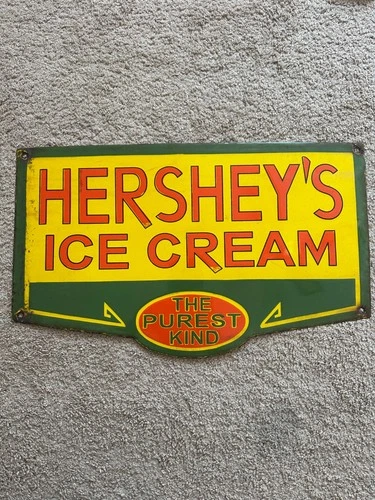 HERSHEY'S
ICE CREAM
THE
PUREST
KIND